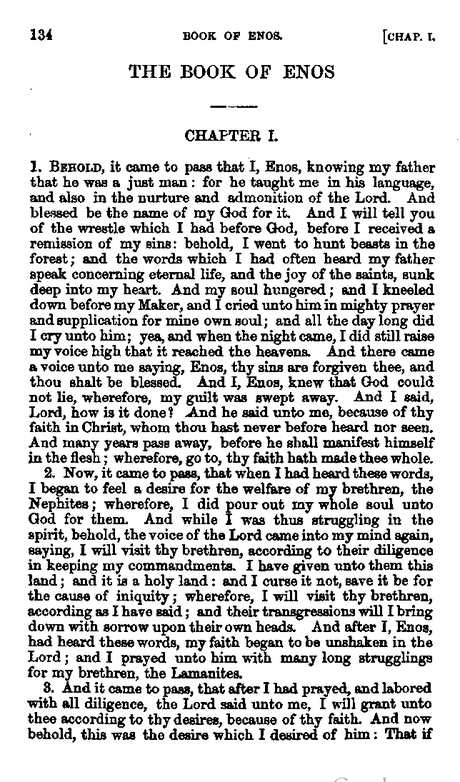 134 BOOK OF ENOS. [CHAP. I.
THE BOOK OF ENOS
CHAPTER I.
1. BEHOLD, it came to pass that I, Enos, knowing my father
that he was a just man: for he taught me in his language,
and also in the nurture and admonition of the Lord. And
blessed be the name of my God for it. And I will tell you
of the wrestle which I had before God, before I received a
remission of my sins: behold, I went to hunt beasts in the
forest; and the words which I had often heard my father
speak concerning eternal life, and the joy of the saints, sunk
deep into my heart. And my soul hungered; and I kneeled
down before my Maker, and I cried unto him in mighty prayer
and supplication for mine own soul; and all the day long did
I cry unto him; yea, and when the night came, I did still raise
my voice high that it reached the heavens. And there came
a voice unto me saying, Enos, thy sins are forgiven thee, and
thou shalt be blessed. And I, Enos, knew that God could
not lie, wherefore, my guilt was swept away. And I said,
Lord, how is it done? And he said unto me, because of thy
faith in Christ, whom thou hast never before heard nor seen.
And many years pass away, before he shall manifest himself
in the flesh; wherefore, go to, thy faith hath made thee whole.
2. Now, it came to pass, that when I had heard these words,
I began to feel a desire for the welfare of my brethren, the
Nephites; wherefore, I did pour out my whole soul unto
God for them. And while I was thus struggling in the
spirit, behold, the voice of the Lord came into my mind again,
saying, I will visit thy brethren, according to their diligence
in keeping my commandments. I have given unto them this
land; and it is a holy land: and I curse it not, save it be for
the cause of iniquity; wherefore, I will visit thy brethren,
according as I have said; and their transgressions will I bring
down with sorrow upon their own heads. And after I, Enos,
had heard these words, my faith began to be unshaken in the
Lord; and I prayed unto him with many long strugglings
for my brethren, the Lamanites.
3. And it came to pass, that after I had prayed, and labored
with all diligence, the Lord said unto me, I will grant unto
thee according to thy desires, because of thy faith. And now
behold, this was the desire which I desired of him: That if